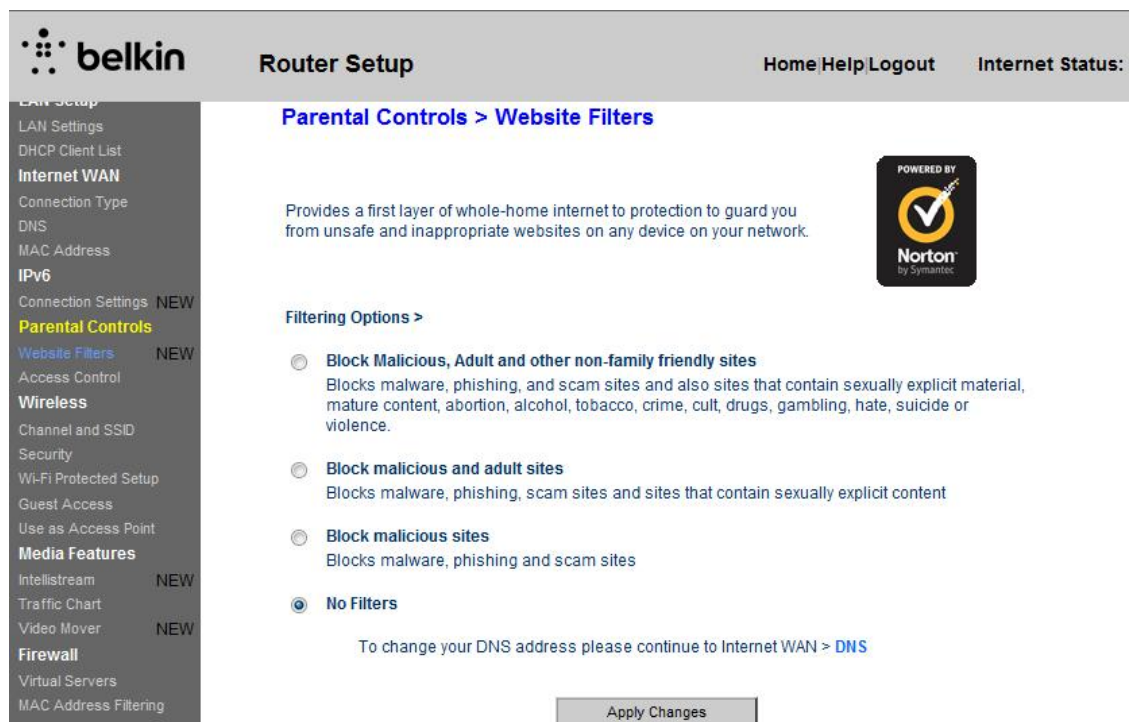 belkin
Router Setup
Home|Help|Logout
Internet Status:
LAN Setup
LAN Settings
DHCP Client List
Internet WAN
Connection Type
DNS
MAC Address
IPv6
Connection Settings NEW
Parental Controls
Website Filters NEW
Access Control
Wireless
Channel and SSID
Security
Wi-Fi Protected Setup
Guest Access
Use as Access Point
Media Features
Intellistream NEW
Traffic Chart
Video Mover NEW
Firewall
Virtual Servers
MAC Address Filtering
Parental Controls > Website Filters
Provides a first layer of whole-home internet to protection to guard you
from unsafe and inappropriate websites on any device on your network.
POWERED BY
Norton
by Symantec
Filtering Options >
Block Malicious, Adult and other non-family friendly sites
Blocks malware, phishing, and scam sites and also sites that contain sexually explicit material,
mature content, abortion, alcohol, tobacco, crime, cult, drugs, gambling, hate, suicide or
violence.
Block malicious and adult sites
Blocks malware, phishing, scam sites and sites that contain sexually explicit content
Block malicious sites
Blocks malware, phishing and scam sites
No Filters
To change your DNS address please continue to Internet WAN > DNS
Apply Changes